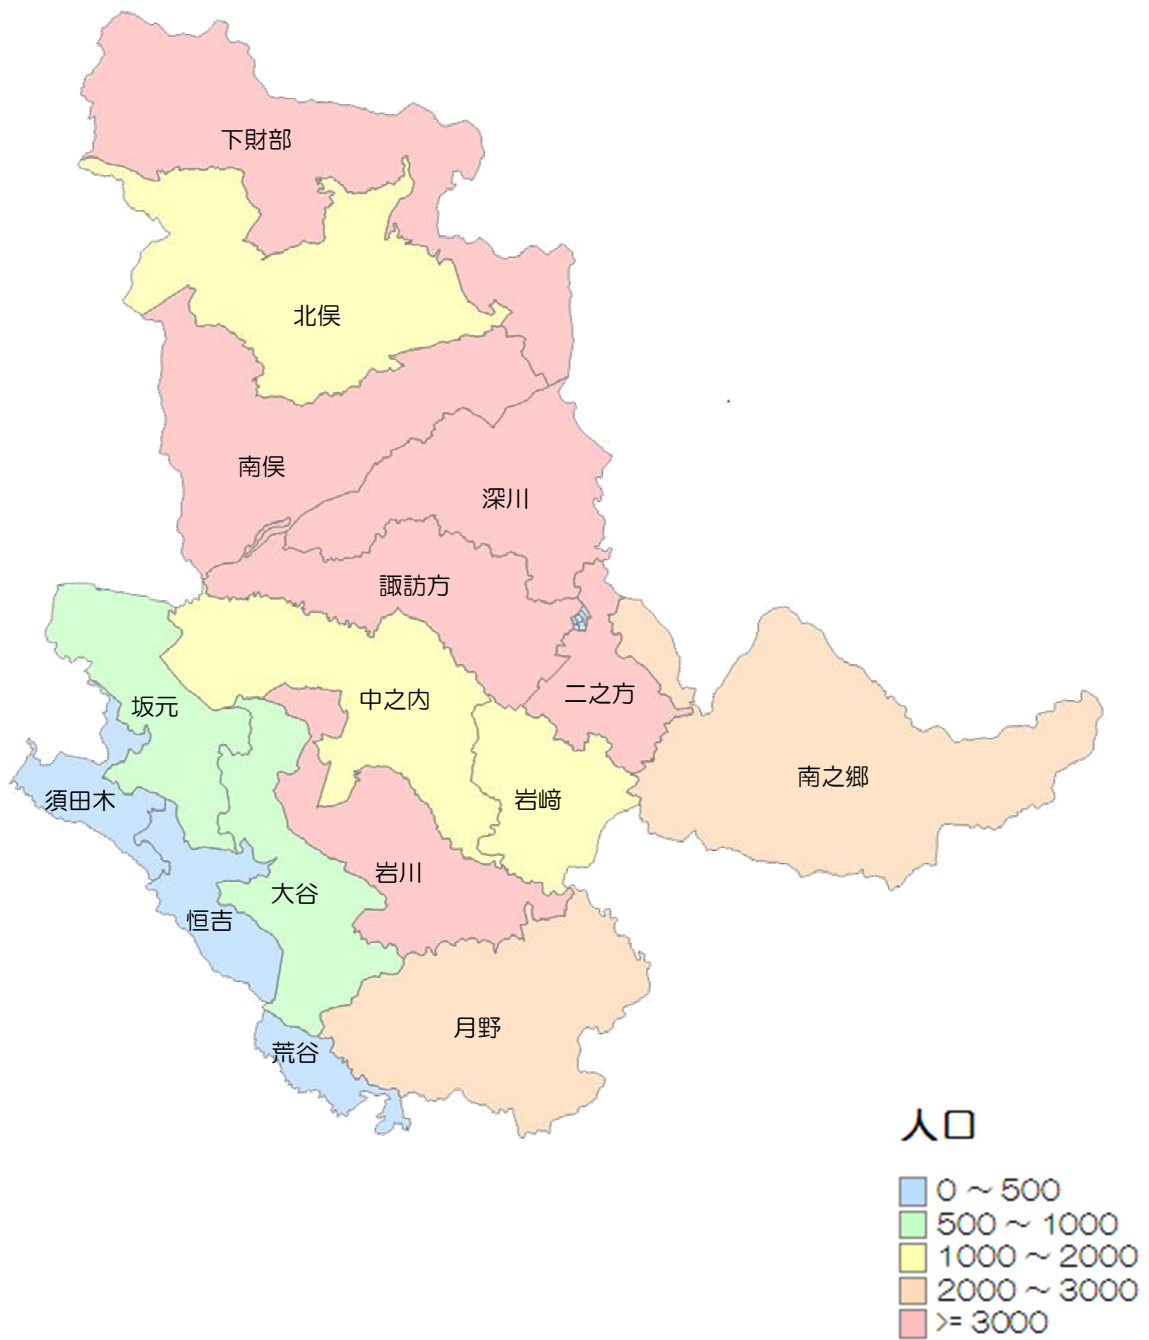 下財部
北俣
南俣
深川
諏訪方
二之方
中之内
坂元
南之郷
須田木
岩﨑
岩川
大谷
恒吉
月野
荒谷
人口
0 ～ 500
500 ～ 1000
1000 ～ 2000
2000 ～ 3000
>= 3000